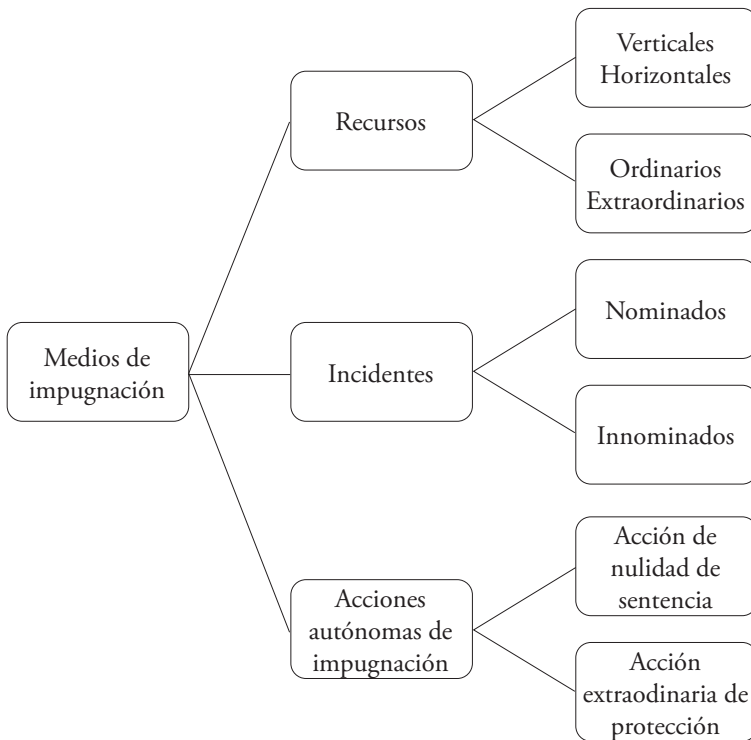 Medios de
impugnación
Recursos
Verticales
Horizontales
Ordinarios
Extraordinarios
Incidentes
Nominados
Innominados
Acciones
autónomas de
impugnación
Acción de
nulidad de
sentencia
Acción
extraodinaria de
protección